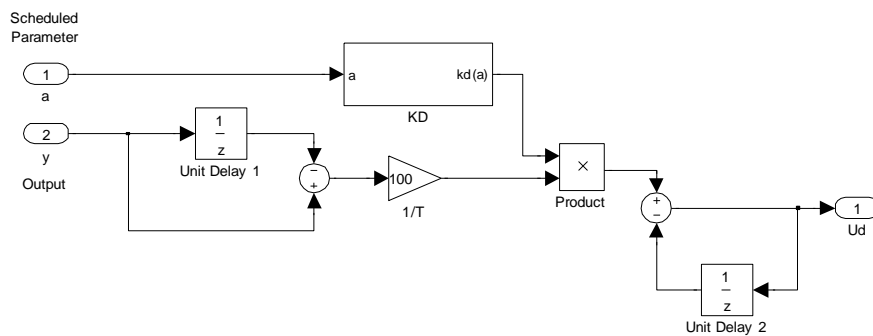 Scheduled
Parameter
1
a
a
kd(a)
KD
2
y
Output
1
z
Unit Delay 1
−
+
100
1/T
×
Product
+
−
1
Ud
1
z
Unit Delay 2